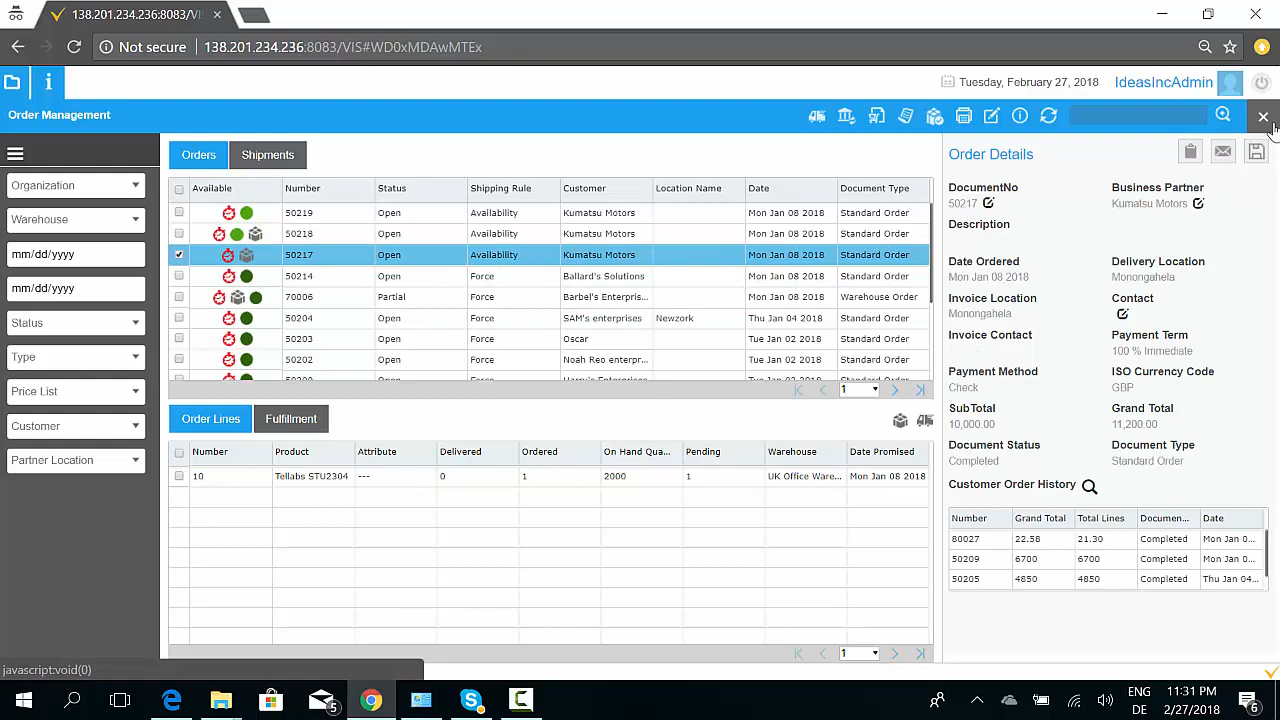 138.201.234.236:8083/VI
Not secure
138.201.234.236:8083/VIS#WD0xMDAwMTEx
i
Tuesday, February 27, 2018
IdeasIncAdmin
Order Management
Organization
Warehouse
mm/dd/yyyy
mm/dd/yyyy
Status
Type
Price List
Customer
Partner Location
Orders Shipments
Available Number Status Shipping Rule Customer Location Name Date Document Type
50219 Open Availability Kumatsu Motors Mon Jan 08 2018 Standard Order
50218 Open Availability Kumatsu Motors Mon Jan 08 2018 Standard Order
50217 Open Availability Kumatsu Motors Mon Jan 08 2018 Standard Order
50214 Open Force Ballard's Solutions Mon Jan 08 2018 Standard Order
70006 Partial Force Barbel's Enterpris... Mon Jan 08 2018 Warehouse Order
50204 Open Force SAM's enterprises Newzork Thu Jan 04 2018 Standard Order
50203 Open Force Oscar Tue Jan 02 2018 Standard Order
50202 Open Force Noah Reo enterpr... Tue Jan 02 2018 Standard Order
1
Order Lines Fulfillment
Number Product Attribute Delivered Ordered On Hand Qua... Pending Warehouse Date Promised
10 Tellabs STU2304 --- 0 1 2000 1 UK Office Ware... Mon Jan 08 2018
1
Order Details
DocumentNo Business Partner
50217 Kumatsu Motors
Description
Date Ordered Delivery Location
Mon Jan 08 2018 Monongahela
Invoice Location Contact
Monongahela
Invoice Contact Payment Term
100 % Immediate
Payment Method ISO Currency Code
Check GBP
SubTotal Grand Total
10,000.00 11,200.00
Document Status Document Type
Completed Standard Order
Customer Order History
Number Grand Total Total Lines Documen... Date
80027 22.58 21.30 Completed Mon Jan 0...
50209 6700 6700 Completed Mon Jan 0...
50205 4850 4850 Completed Thu Jan 04...
javascript:void(0)
5
ENG
DE
11:31 PM
2/27/2018
6